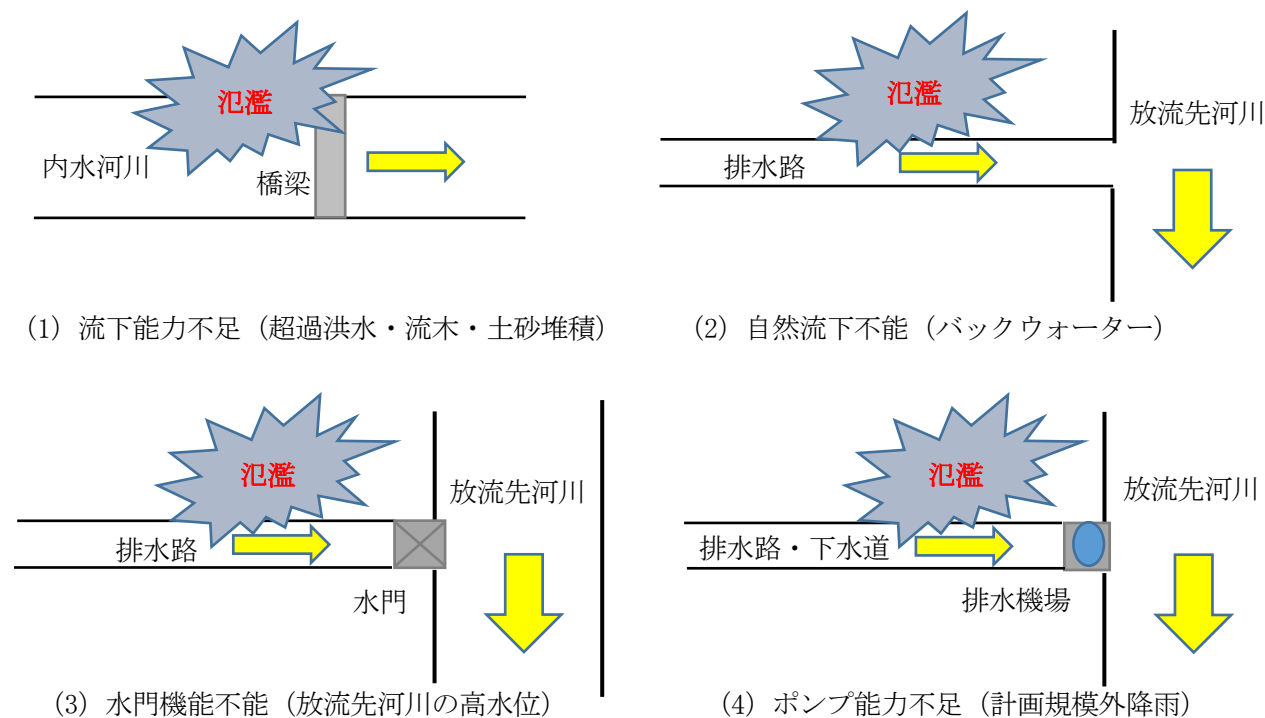 氾濫
内水河川
橋梁
(1) 流下能力不足（超過洪水・流木・土砂堆積）
氾濫
放流先河川
排水路
(2) 自然流下不能（バックウォーター）
氾濫
放流先河川
排水路
水門
(3) 水門機能不能（放流先河川の高水位）
氾濫
放流先河川
排水路・下水道
排水機場
(4) ポンプ能力不足（計画規模外降雨）